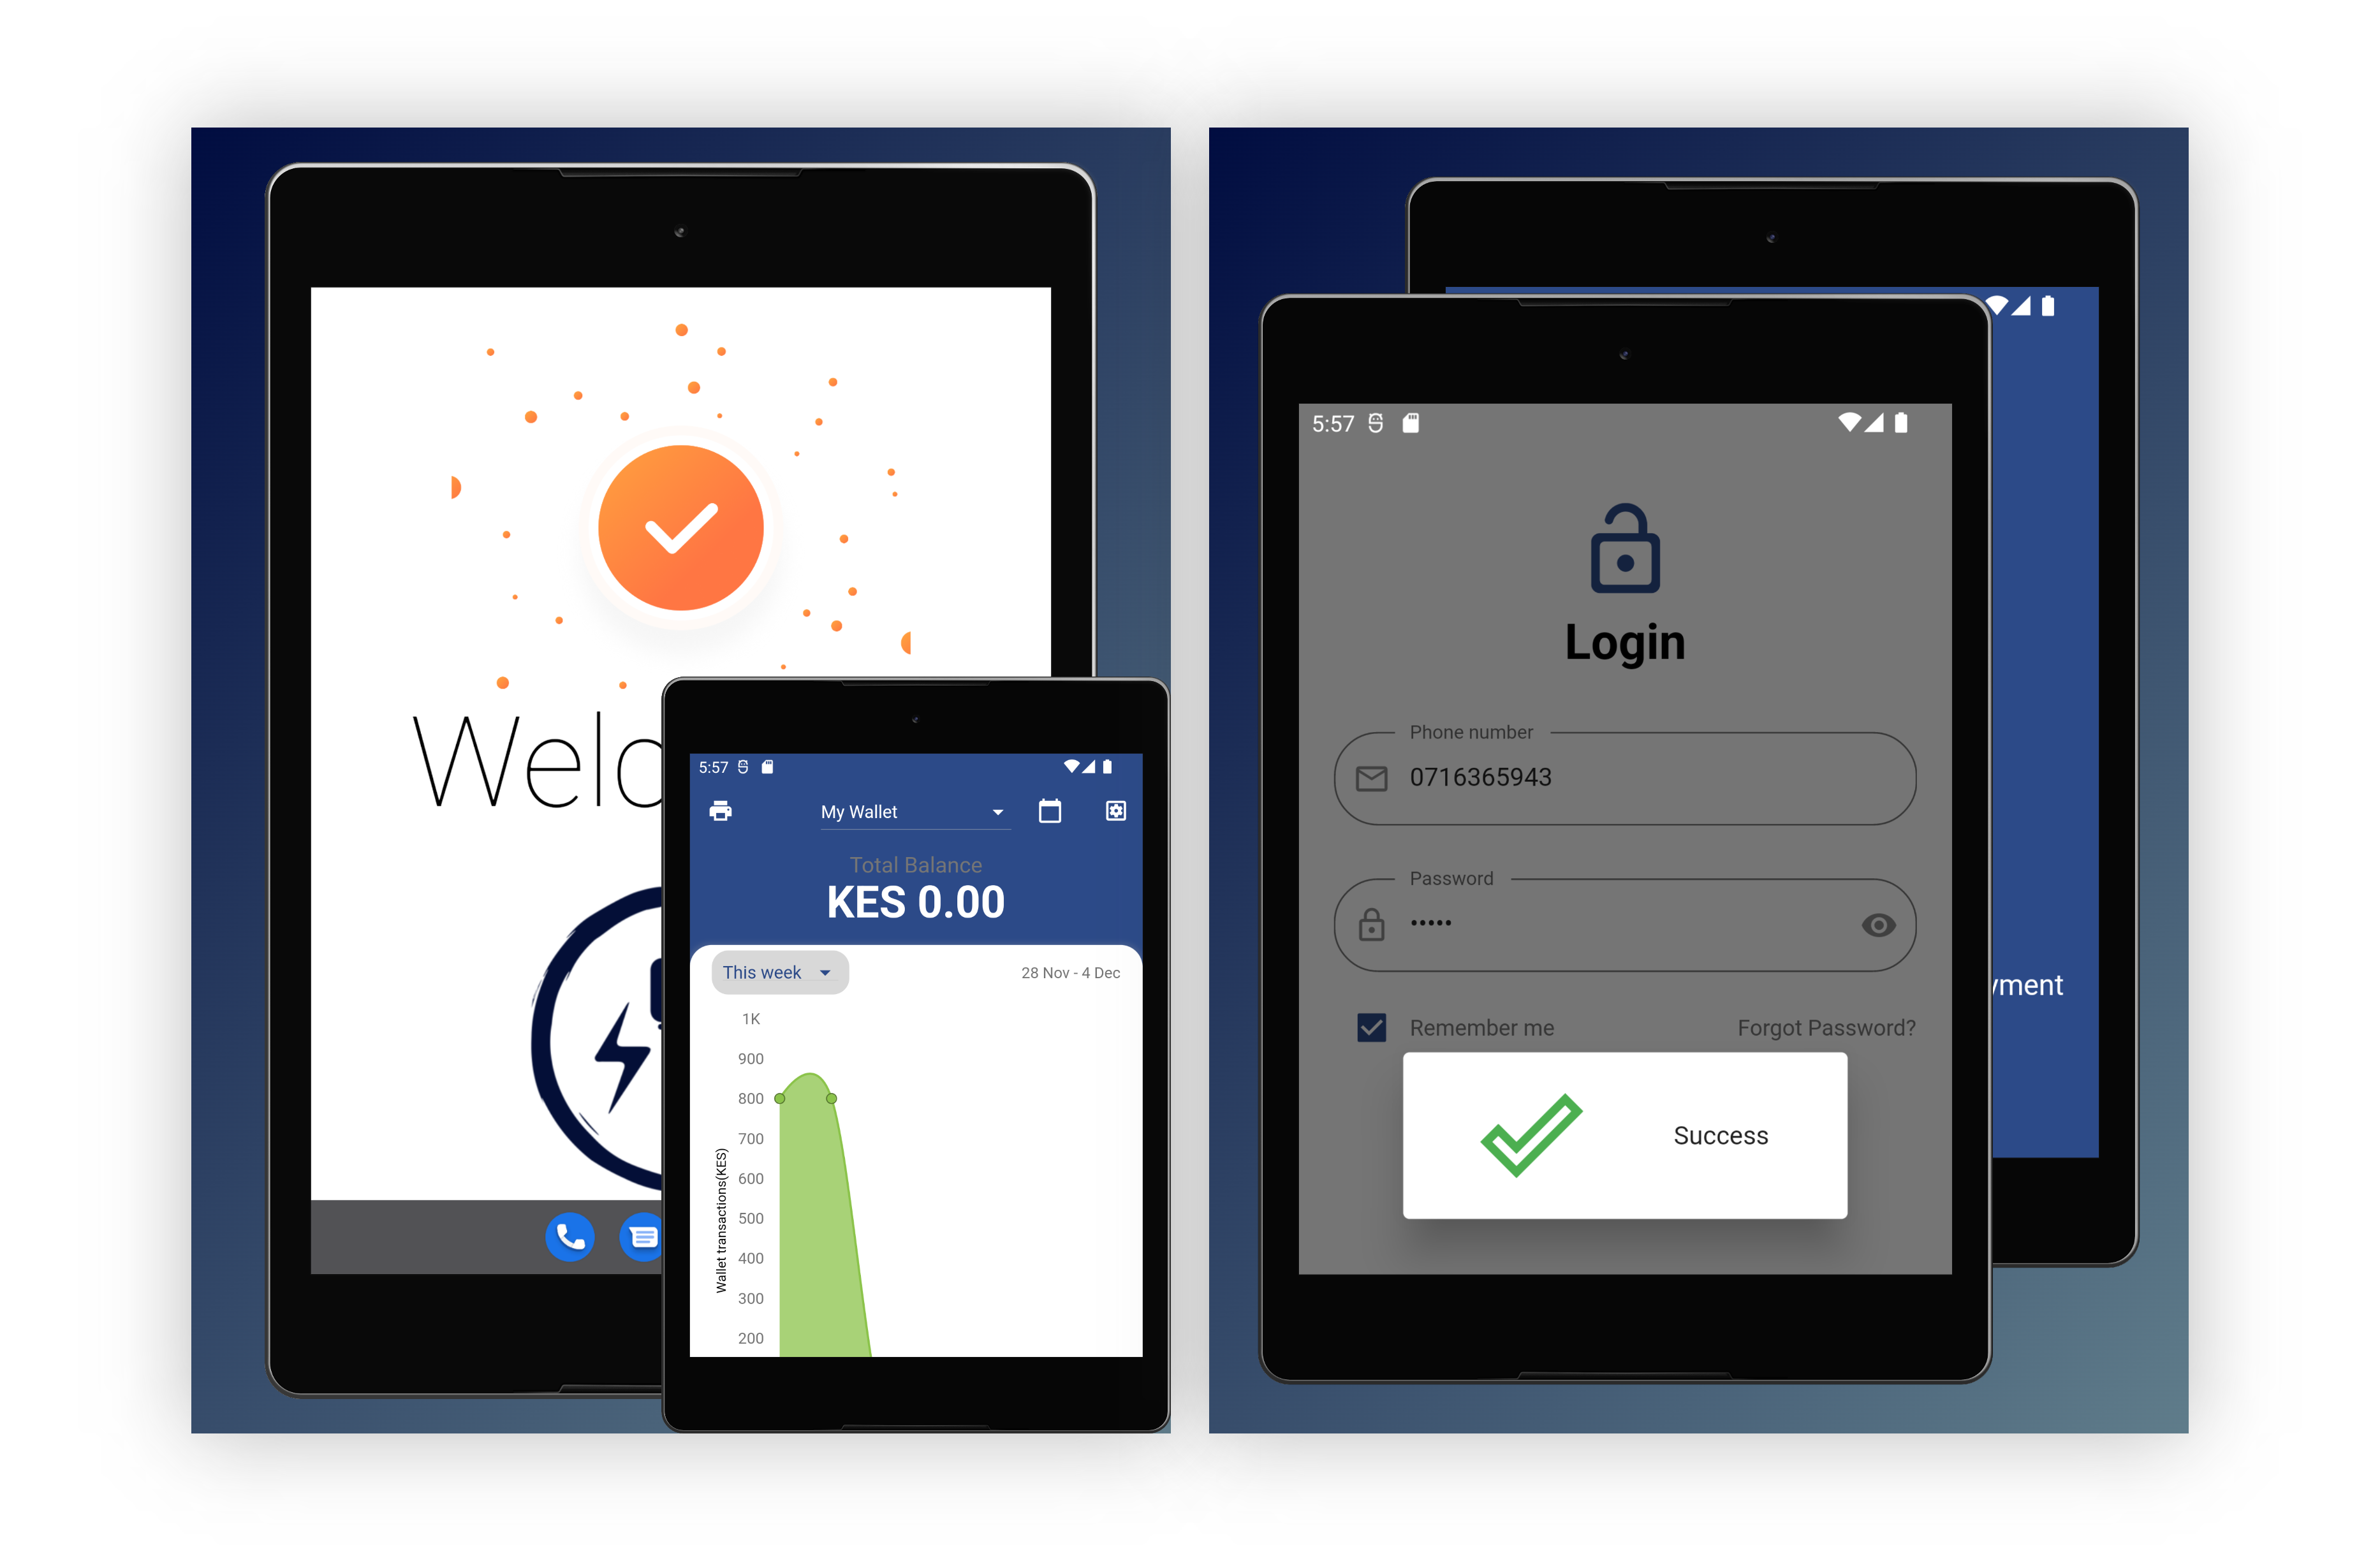 5:57
My Wallet
Total Balance
KES 0.00
This week
28 Nov - 4 Dec
1K
900
800
700
600
500
400
300
200
Wallet transactions(KES)
5:57
Login
Phone number
0716365943
Password
•••••
Remember me
Forgot Password?
Success